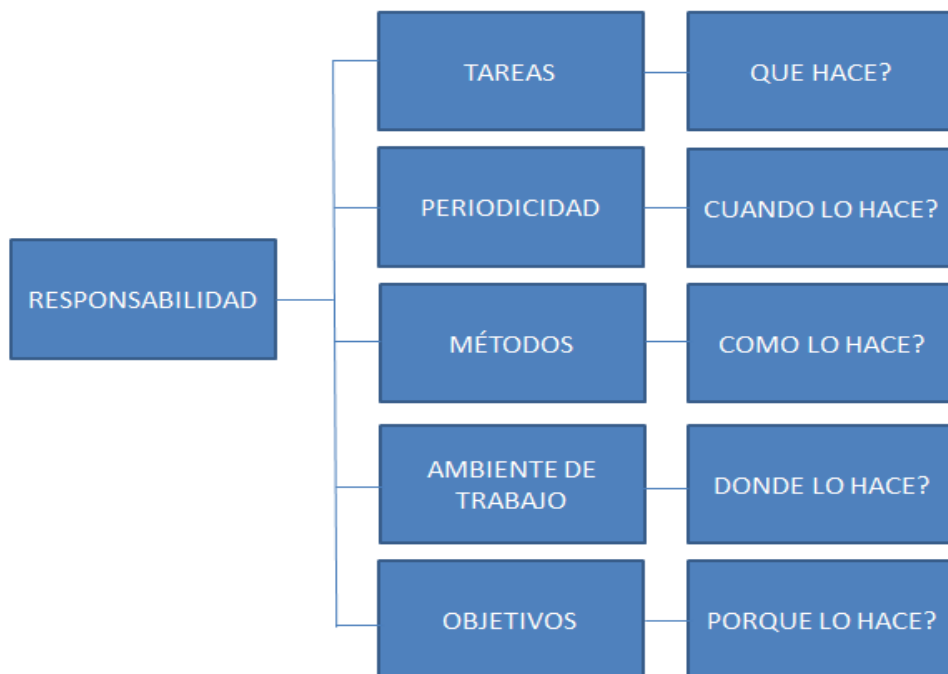 RESPONSABILIDAD
TAREAS
QUE HACE?
PERIODICIDAD
CUANDO LO HACE?
MÉTODOS
COMO LO HACE?
AMBIENTE DE
TRABAJO
DONDE LO HACE?
OBJETIVOS
PORQUE LO HACE?